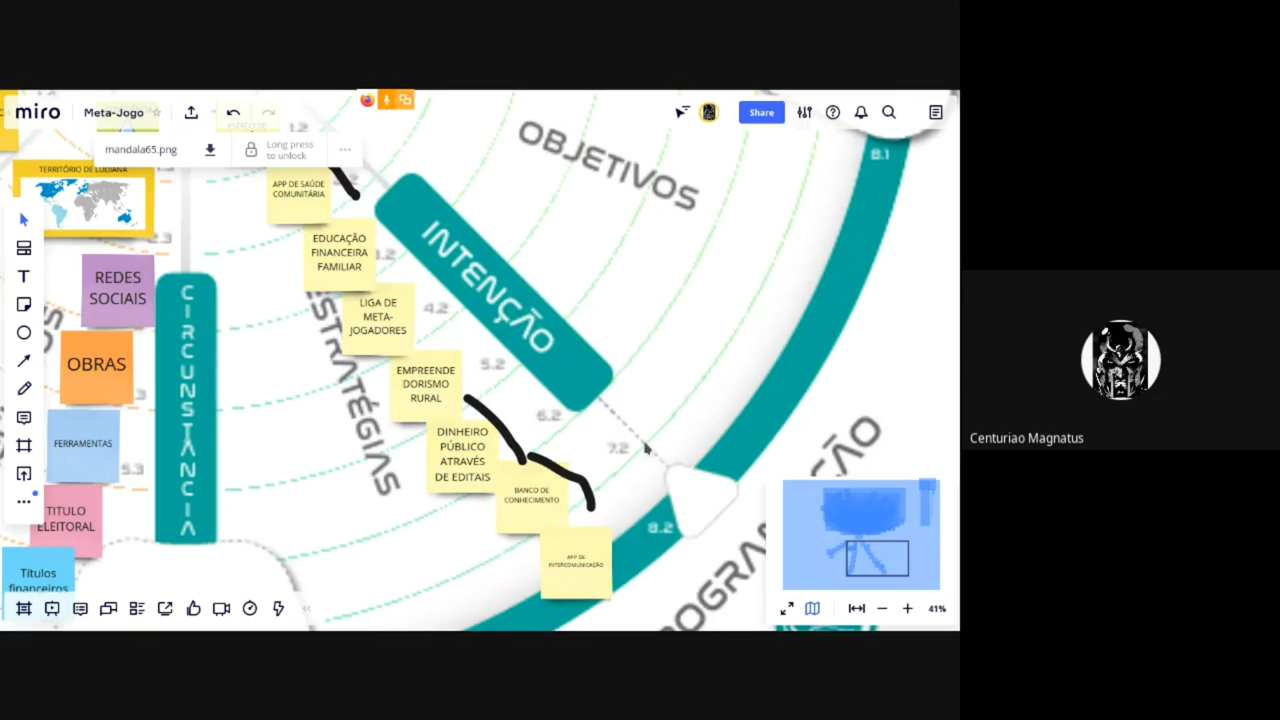 miro
Meta-Jogo
Share
mandala65.png
Long press
to unlock
1.2
TERRITÓRIO DE LUDIANA
APP DE SAÚDE
COMUNITÁRIA
OBJETIVOS
8.1
EDUCAÇÃO
FINANCEIRA
FAMILIAR
INTENÇÃO
REDES
SOCIAIS
CIRCUNSTÂNCIA
LIGA DE
META-
JOGADORES
4.2
ESTRATÉGIAS
OBRAS
EMPREENDE
DORISMO
RURAL
5.2
6.2
7.2
FERRAMENTAS
DINHEIRO
PÚBLICO
ATRAVÉS
DE EDITAIS
5.3
BANCO DE
CONHECIMENTO
TITULO
ELEITORAL
8.2
APP DE
INTERCOMUNICAÇÃO
Títulos
financeiros
41%
Centuriao Magnatus